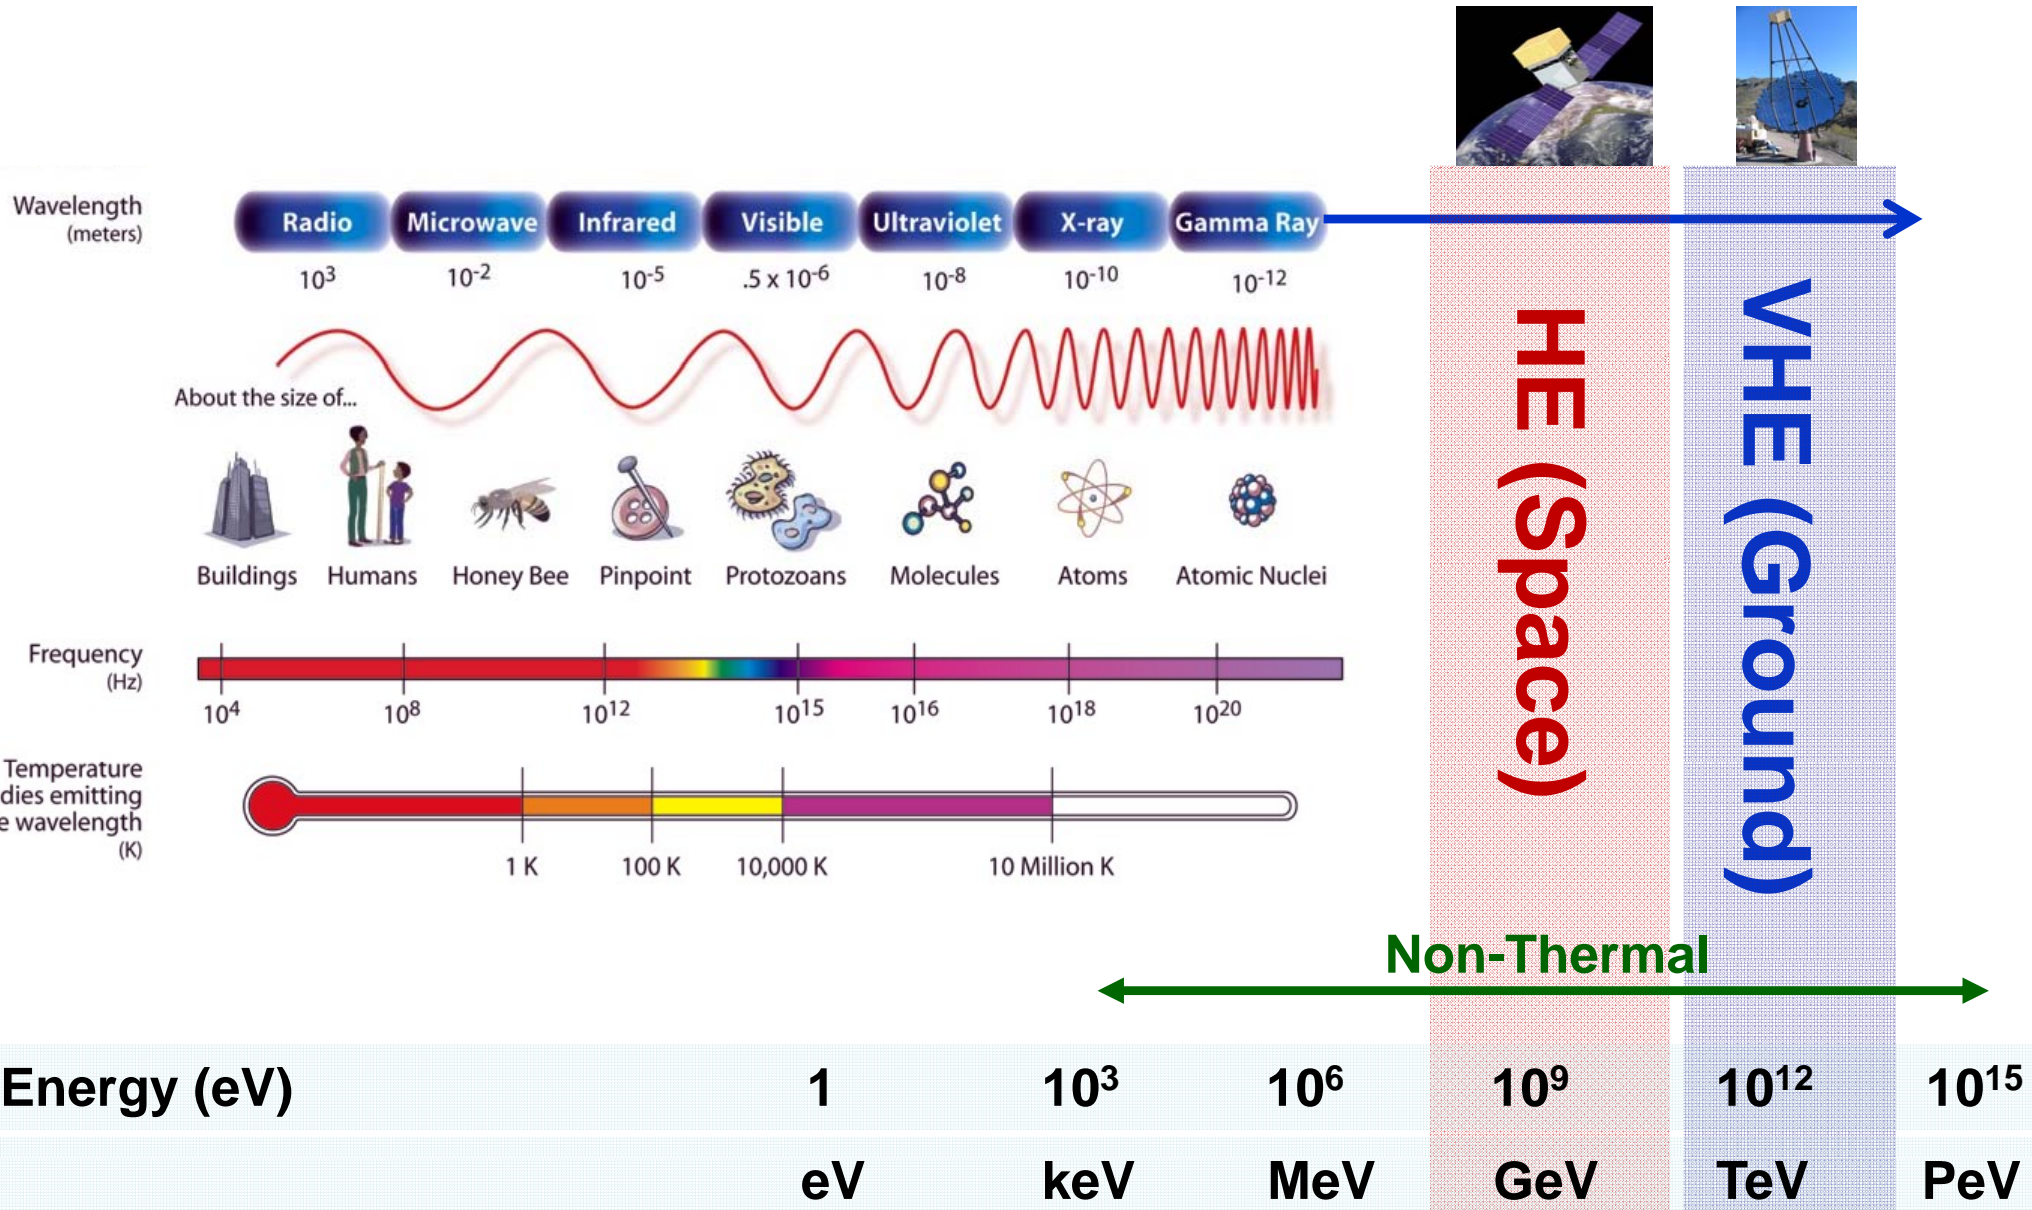 Wavelength
(meters)
Radio Microwave Infrared Visible Ultraviolet X-ray Gamma Ray
10³ 10⁻² 10⁻⁵ .5 x 10⁻⁶ 10⁻⁸ 10⁻¹⁰ 10⁻¹²
About the size of...
Buildings Humans Honey Bee Pinpoint Protozoans Molecules Atoms Atomic Nuclei
Frequency
(Hz)
10⁴ 10⁸ 10¹² 10¹⁵ 10¹⁶ 10¹⁸ 10²⁰
Temperature
dies emitting
e wavelength
(K)
1 K 100 K 10,000 K 10 Million K
HE (Space)
VHE (Ground)
Non-Thermal
Energy (eV) 1 10³ 10⁶ 10⁹ 10¹² 10¹⁵
eV keV MeV GeV TeV PeV